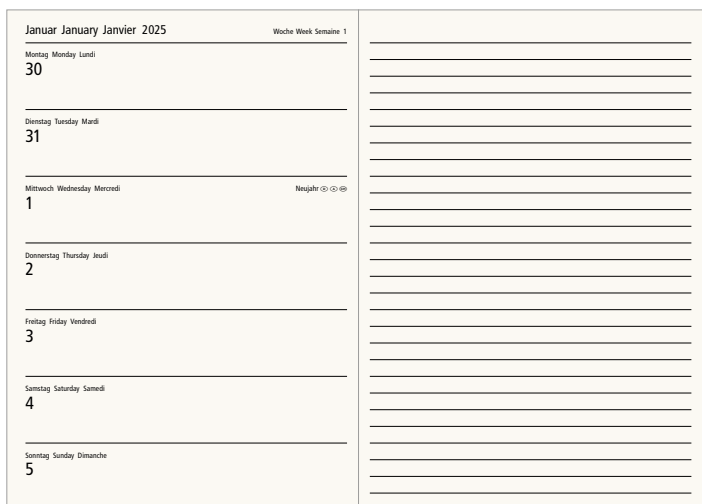 Januar January Janvier 2025 Woche Week Semaine 1
Montag Monday Lundi
30
Dienstag Tuesday Mardi
31
Mittwoch Wednesday Mercredi Neujahr
1
Donnerstag Thursday Jeudi
2
Freitag Friday Vendredi
3
Samstag Saturday Samedi
4
Sonntag Sunday Dimanche
5